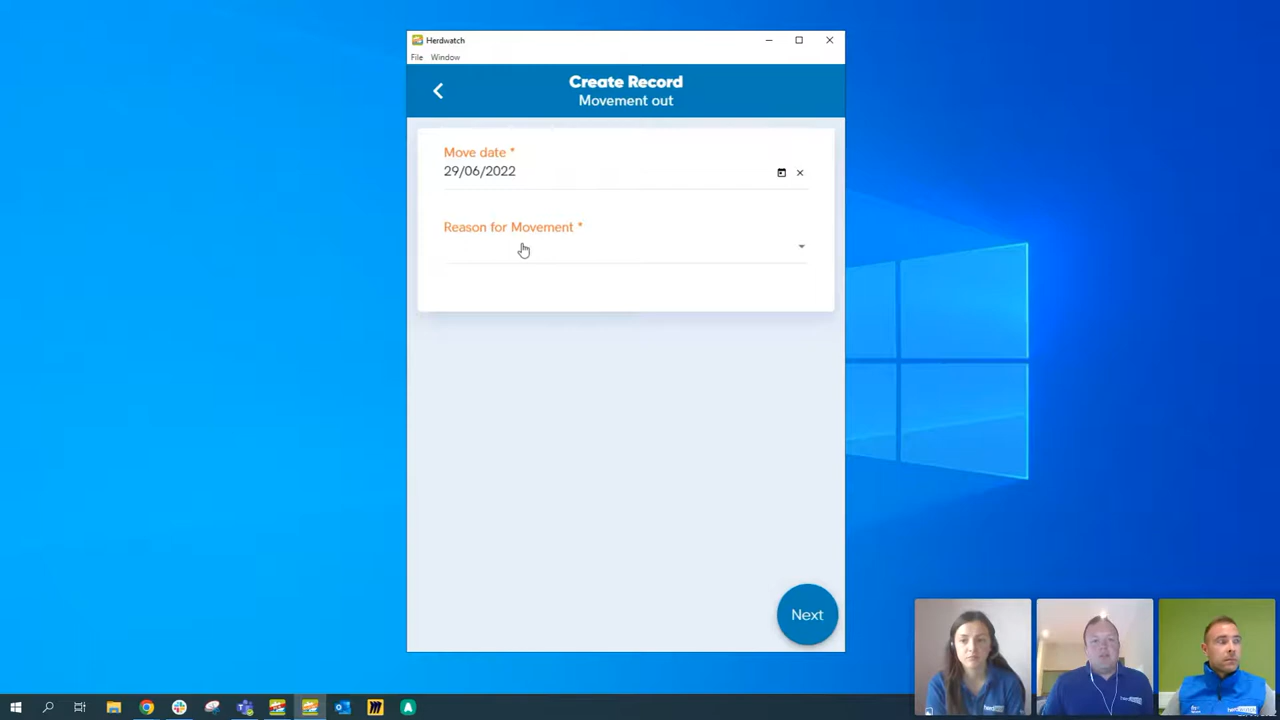 Herdwatch
File Window
Create Record
Movement out
Move date *
29/06/2022
Reason for Movement *
Next